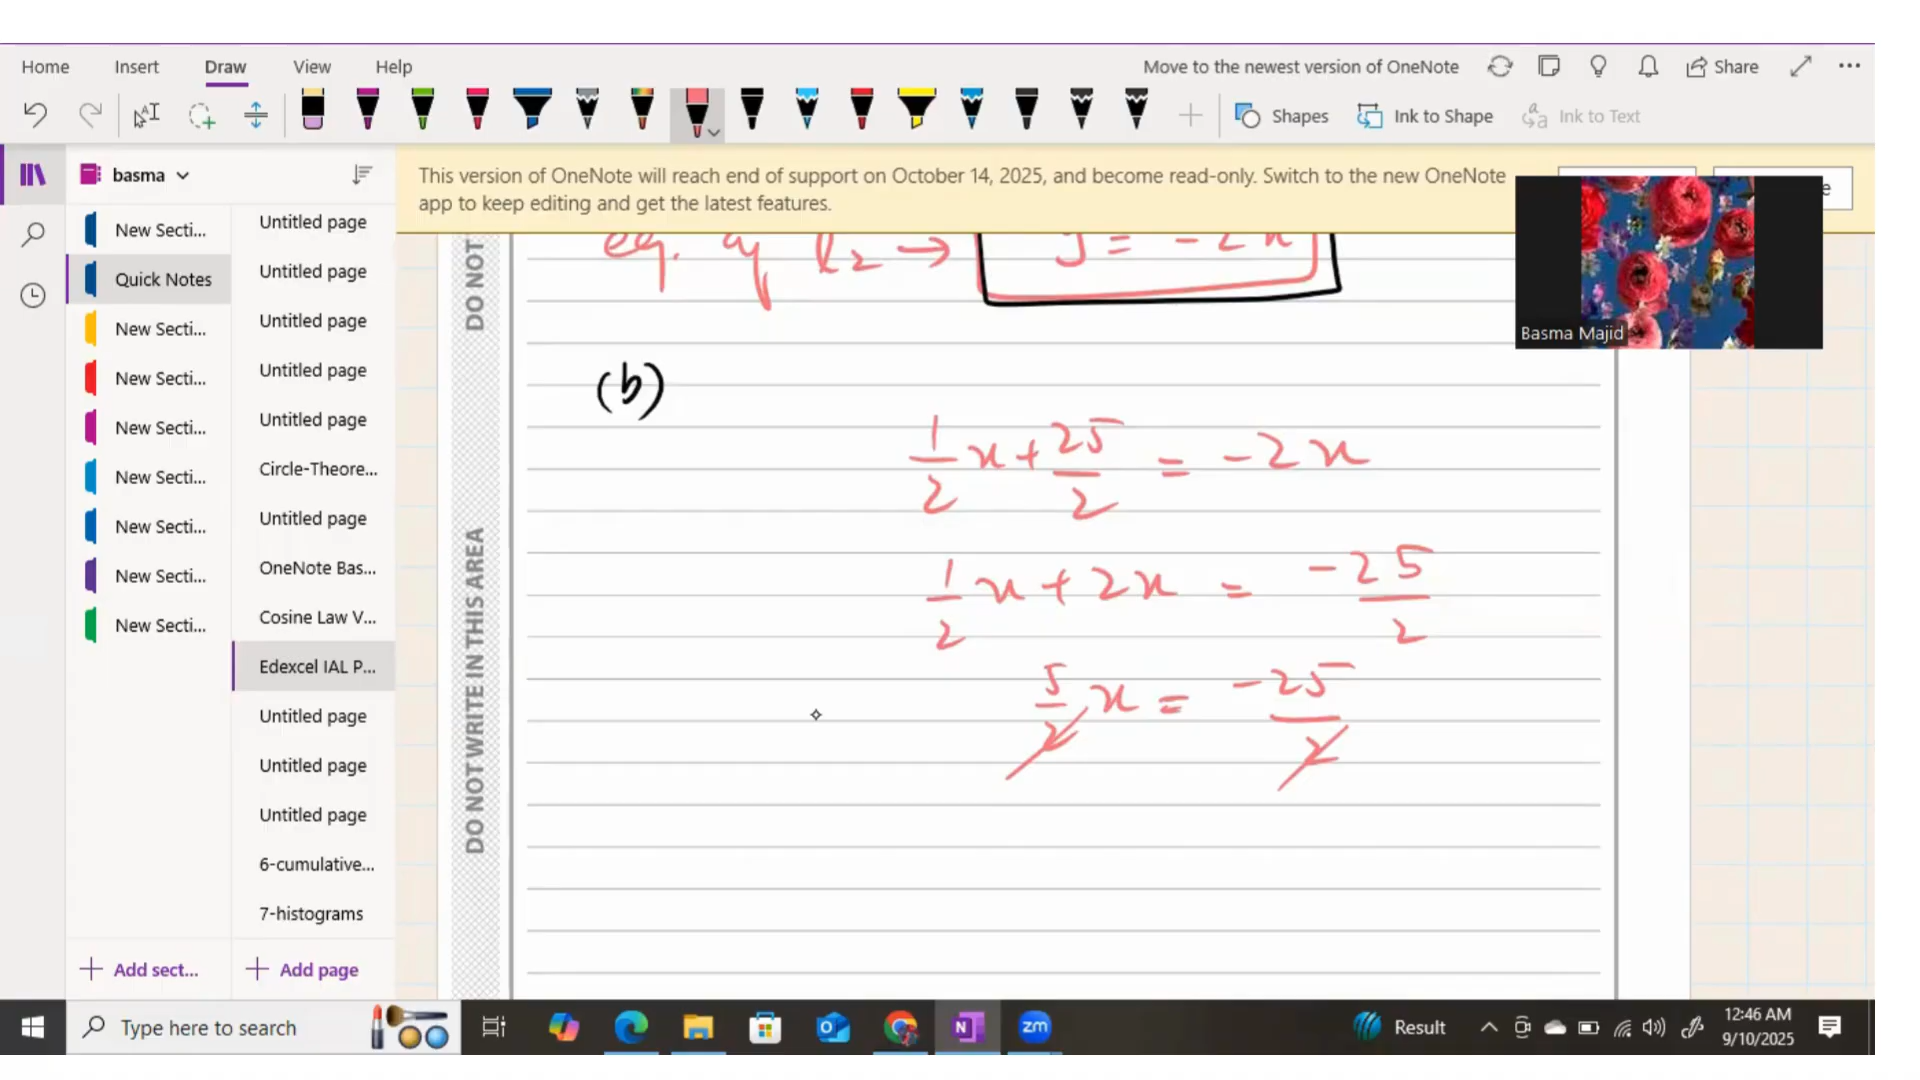 Home Insert Draw View Help Move to the newest version of OneNote Share
Shapes Ink to Shape Ink to Text
basma
This version of OneNote will reach end of support on October 14, 2025, and become read-only. Switch to the new OneNote
app to keep editing and get the latest features.
New Secti...
Quick Notes
New Secti...
New Secti...
New Secti...
New Secti...
New Secti...
New Secti...
New Secti...
Add sect...
Untitled page
Untitled page
Untitled page
Untitled page
Untitled page
Circle-Theore...
Untitled page
OneNote Bas...
Cosine Law V...
Edexcel IAL P...
Untitled page
Untitled page
Untitled page
6-cumulative...
7-histograms
Add page
DO NOT
DO NOT WRITE IN THIS AREA
eq. of l2 → y = -2x
(b)
1/2 x + 25/2 = -2x
1/2 x + 2x = -25/2
5/2 x = -25/2
Basma Majid
Type here to search
zm
Result
12:46 AM
9/10/2025